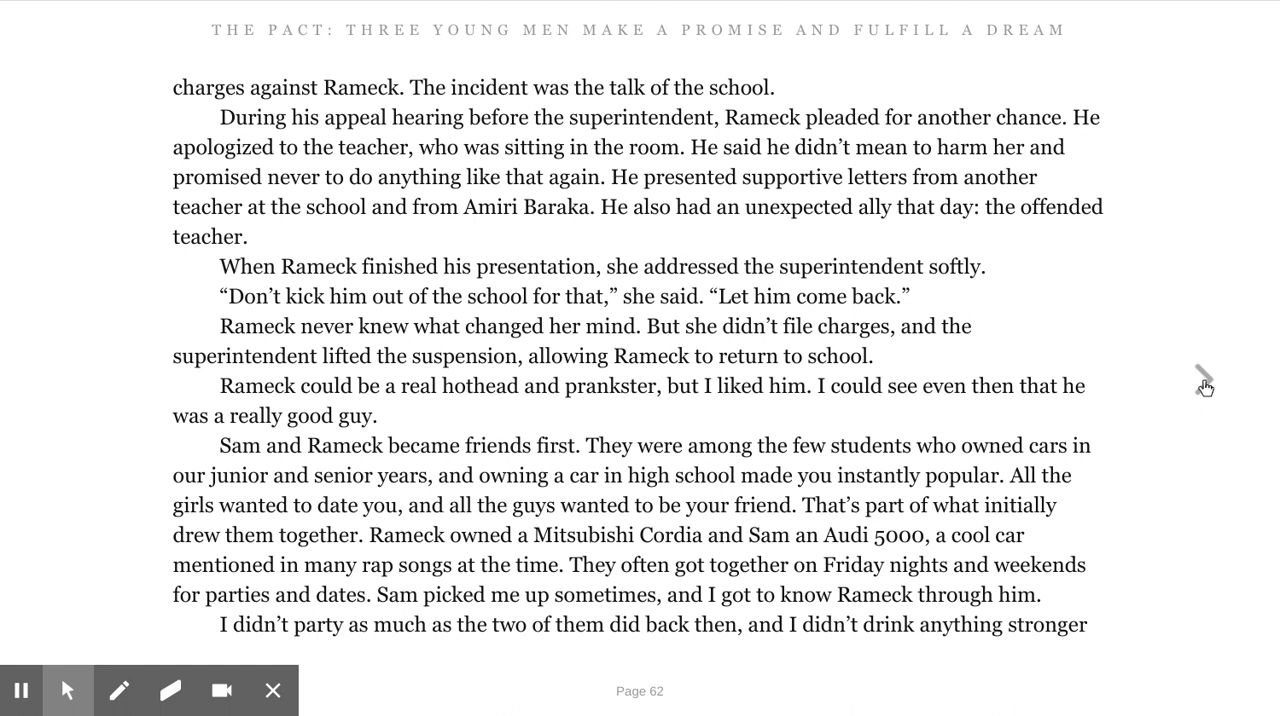 THE PACT: THREE YOUNG MEN MAKE A PROMISE AND FULFILL A DREAM
charges against Rameck. The incident was the talk of the school.
During his appeal hearing before the superintendent, Rameck pleaded for another chance. He
apologized to the teacher, who was sitting in the room. He said he didn’t mean to harm her and
promised never to do anything like that again. He presented supportive letters from another
teacher at the school and from Amiri Baraka. He also had an unexpected ally that day: the offended
teacher.
When Rameck finished his presentation, she addressed the superintendent softly.
“Don’t kick him out of the school for that,” she said. “Let him come back.”
Rameck never knew what changed her mind. But she didn’t file charges, and the
superintendent lifted the suspension, allowing Rameck to return to school.
Rameck could be a real hothead and prankster, but I liked him. I could see even then that he
was a really good guy.
Sam and Rameck became friends first. They were among the few students who owned cars in
our junior and senior years, and owning a car in high school made you instantly popular. All the
girls wanted to date you, and all the guys wanted to be your friend. That’s part of what initially
drew them together. Rameck owned a Mitsubishi Cordia and Sam an Audi 5000, a cool car
mentioned in many rap songs at the time. They often got together on Friday nights and weekends
for parties and dates. Sam picked me up sometimes, and I got to know Rameck through him.
I didn’t party as much as the two of them did back then, and I didn’t drink anything stronger
Page 62